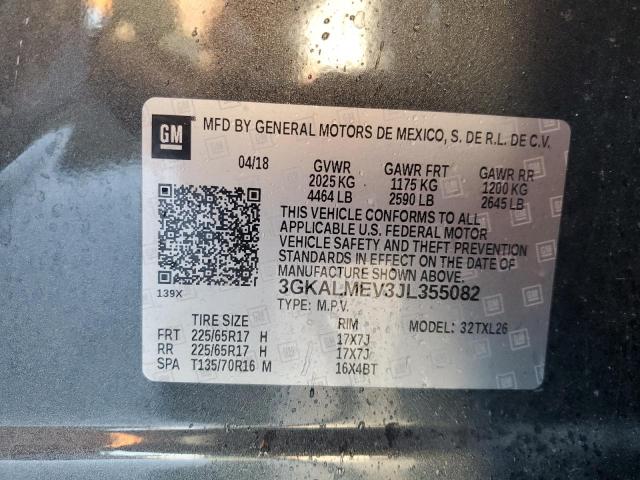 GM MFD BY GENERAL MOTORS DE MEXICO, S. DE R.L. DE C.V.
04/18 GVWR GAWR FRT GAWR RR
2025 KG 1175 KG 1200 KG
4464 LB 2590 LB 2645 LB
THIS VEHICLE CONFORMS TO ALL
APPLICABLE U.S. FEDERAL MOTOR
VEHICLE SAFETY AND THEFT PREVENTION
STANDARDS IN EFFECT ON THE DATE OF
MANUFACTURE SHOWN ABOVE.
139X 3GKALMEV3JL355082
TYPE: M.P.V.
TIRE SIZE RIM MODEL: 32TXL26
FRT 225/65R17 H 17X7J
RR 225/65R17 H 17X7J
SPA T135/70R16 M 16X4BT